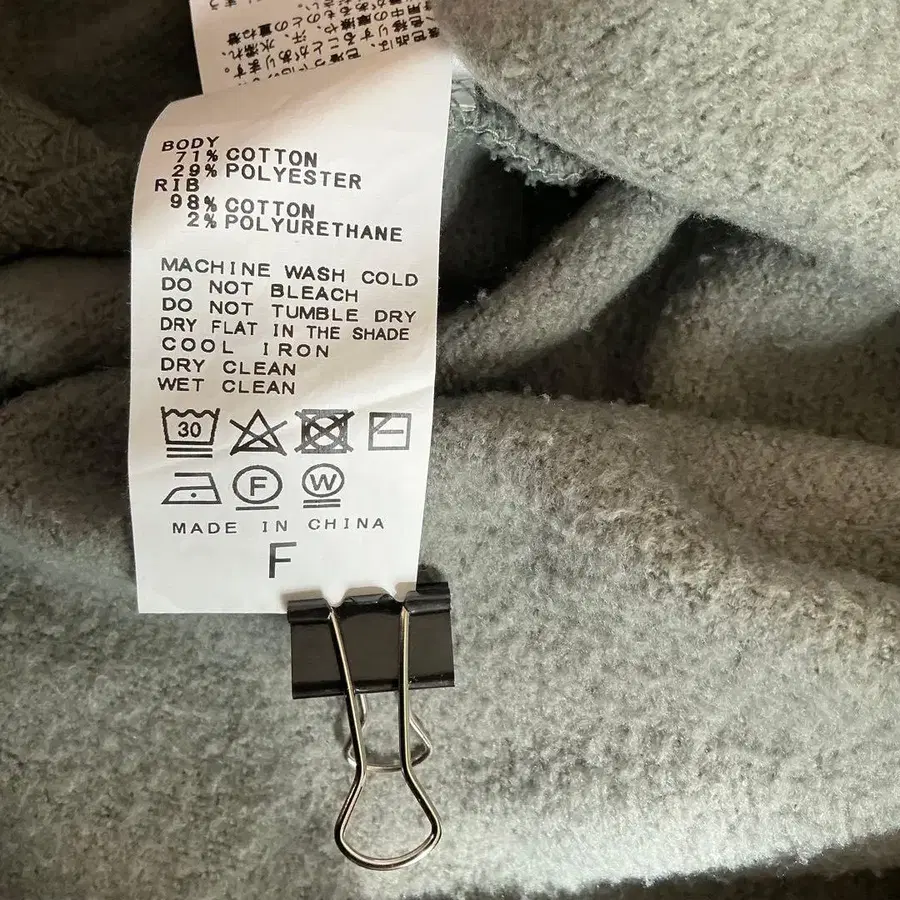 BODY
71% COTTON
29% POLYESTER
RIB
98% COTTON
2% POLYURETHANE
MACHINE WASH COLD
DO NOT BLEACH
DO NOT TUMBLE DRY
DRY FLAT IN THE SHADE
COOL IRON
DRY CLEAN
WET CLEAN
30
F W
MADE IN CHINA
F